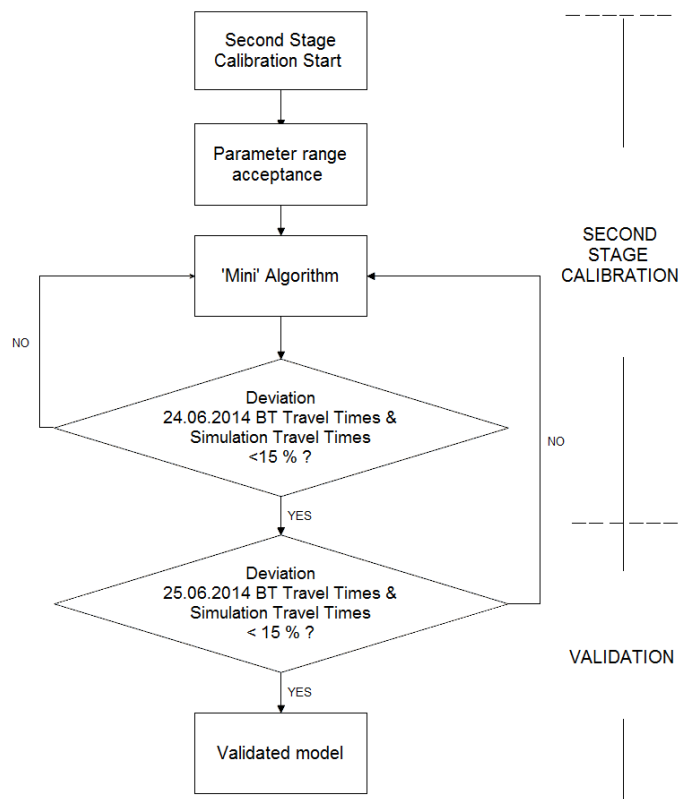 Second Stage
Calibration Start
Parameter range
acceptance
SECOND
STAGE
CALIBRATION
'Mini' Algorithm
NO
Deviation
24.06.2014 BT Travel Times &
Simulation Travel Times
<15 % ?
NO
YES
Deviation
25.06.2014 BT Travel Times &
Simulation Travel Times
< 15 % ?
VALIDATION
YES
Validated model